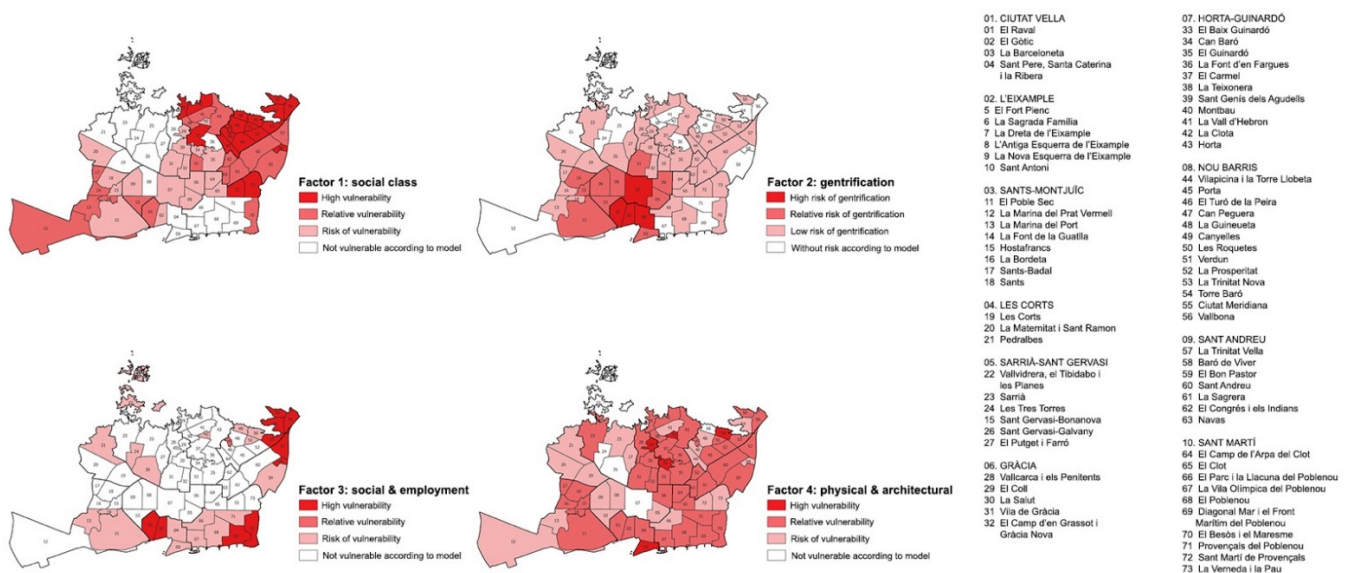 Factor 1: social class
High vulnerability
Relative vulnerability
Risk of vulnerability
Not vulnerable according to model
Factor 2: gentrification
High risk of gentrification
Relative risk of gentrification
Low risk of gentrification
Without risk according to model
Factor 3: social & employment
High vulnerability
Relative vulnerability
Risk of vulnerability
Not vulnerable according to model
Factor 4: physical & architectural
High vulnerability
Relative vulnerability
Risk of vulnerability
Not vulnerable according to model
01. CIUTAT VELLA
01 El Raval
02 El Gòtic
03 La Barceloneta
04 Sant Pere, Santa Caterina
i la Ribera
02. L'EIXAMPLE
5 El Fort Pienc
6 La Sagrada Família
7 La Dreta de l'Eixample
8 L'Antiga Esquerra de l'Eixample
9 La Nova Esquerra de l'Eixample
10 Sant Antoni
03. SANTS-MONTJUÏC
11 El Poble Sec
12 La Marina del Prat Vermell
13 La Marina del Port
14 La Font de la Guatlla
15 Hostafrancs
16 La Bordeta
17 Sants-Badal
18 Sants
04. LES CORTS
19 Les Corts
20 La Maternitat i Sant Ramon
21 Pedralbes
05. SARRIÀ-SANT GERVASI
22 Vallvidrera, el Tibidabo i
les Planes
23 Sarrià
24 Les Tres Torres
15 Sant Gervasi-Bonanova
26 Sant Gervasi-Galvany
27 El Putget i Farró
06. GRÀCIA
28 Vallcarca i els Penitents
29 El Coll
30 La Salut
31 Vila de Gràcia
32 El Camp d'en Grassot i
Gràcia Nova
07. HORTA-GUINARDÓ
33 El Baix Guinardó
34 Can Baró
35 El Guinardó
36 La Font d'en Fargues
37 El Carmel
38 La Teixonera
39 Sant Genís dels Agudells
40 Montbau
41 La Vall d'Hebron
42 La Clota
43 Horta
08. NOU BARRIS
44 Vilapicina i la Torre Llobeta
45 Porta
46 El Turó de la Peira
47 Can Peguera
48 La Guineueta
49 Canyelles
50 Les Roquetes
51 Verdun
52 La Prosperitat
53 La Trinitat Nova
54 Torre Baró
55 Ciutat Meridiana
56 Vallbona
09. SANT ANDREU
57 La Trinitat Vella
58 Baró de Viver
59 El Bon Pastor
60 Sant Andreu
61 La Sagrera
62 El Congrés i els Indians
63 Navas
10. SANT MARTÍ
64 El Camp de l'Arpa del Clot
65 El Clot
66 El Parc i la Llacuna del Poblenou
67 La Vila Olímpica del Poblenou
68 El Poblenou
69 Diagonal Mar i el Front
Marítim del Poblenou
70 El Besòs i el Maresme
71 Provençals del Poblenou
72 Sant Martí de Provençals
73 La Verneda i la Pau